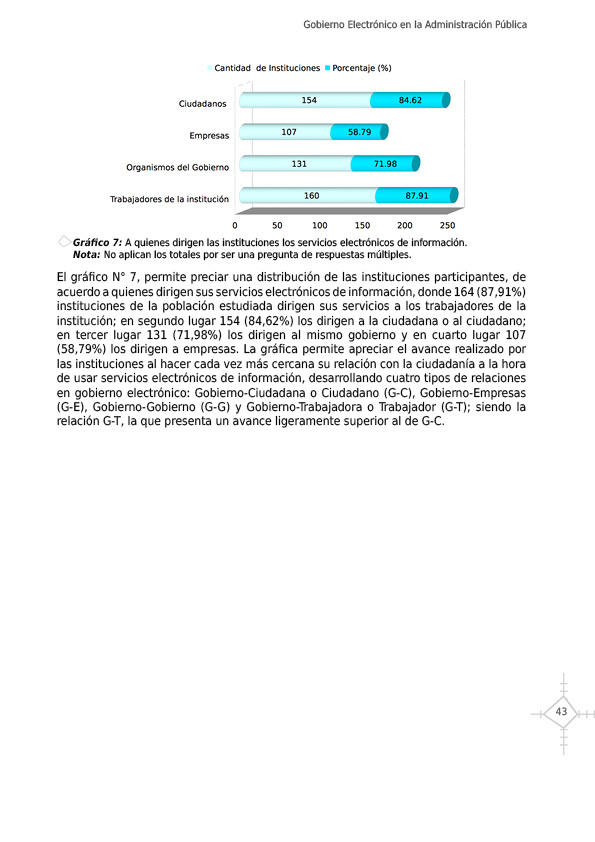 Gobierno Electrónico en la Administración Pública
Cantidad de Instituciones Porcentaje (%)
Ciudadanos 154 84.62
Empresas 107 58.79
Organismos del Gobierno 131 71.98
Trabajadores de la institución 160 87.91
0 50 100 150 200 250
Gráfico 7: A quienes dirigen las instituciones los servicios electrónicos de información.
Nota: No aplican los totales por ser una pregunta de respuestas múltiples.
El gráfico N° 7, permite preciar una distribución de las instituciones participantes, de
acuerdo a quienes dirigen sus servicios electrónicos de información, donde 164 (87,91%)
instituciones de la población estudiada dirigen sus servicios a los trabajadores de la
institución; en segundo lugar 154 (84,62%) los dirigen a la ciudadana o al ciudadano;
en tercer lugar 131 (71,98%) los dirigen al mismo gobierno y en cuarto lugar 107
(58,79%) los dirigen a empresas. La gráfica permite apreciar el avance realizado por
las instituciones al hacer cada vez más cercana su relación con la ciudadanía a la hora
de usar servicios electrónicos de información, desarrollando cuatro tipos de relaciones
en gobierno electrónico: Gobierno-Ciudadana o Ciudadano (G-C), Gobierno-Empresas
(G-E), Gobierno-Gobierno (G-G) y Gobierno-Trabajadora o Trabajador (G-T); siendo la
relación G-T, la que presenta un avance ligeramente superior al de G-C.
43